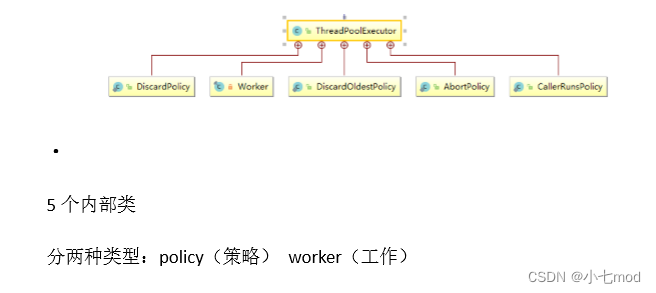 ThreadPoolExecutor
DiscardPolicy Worker DiscardOldestPolicy AbortPolicy CallerRunsPolicy
5 个内部类
分两种类型：policy（策略） worker（工作）
CSDN @小七mod